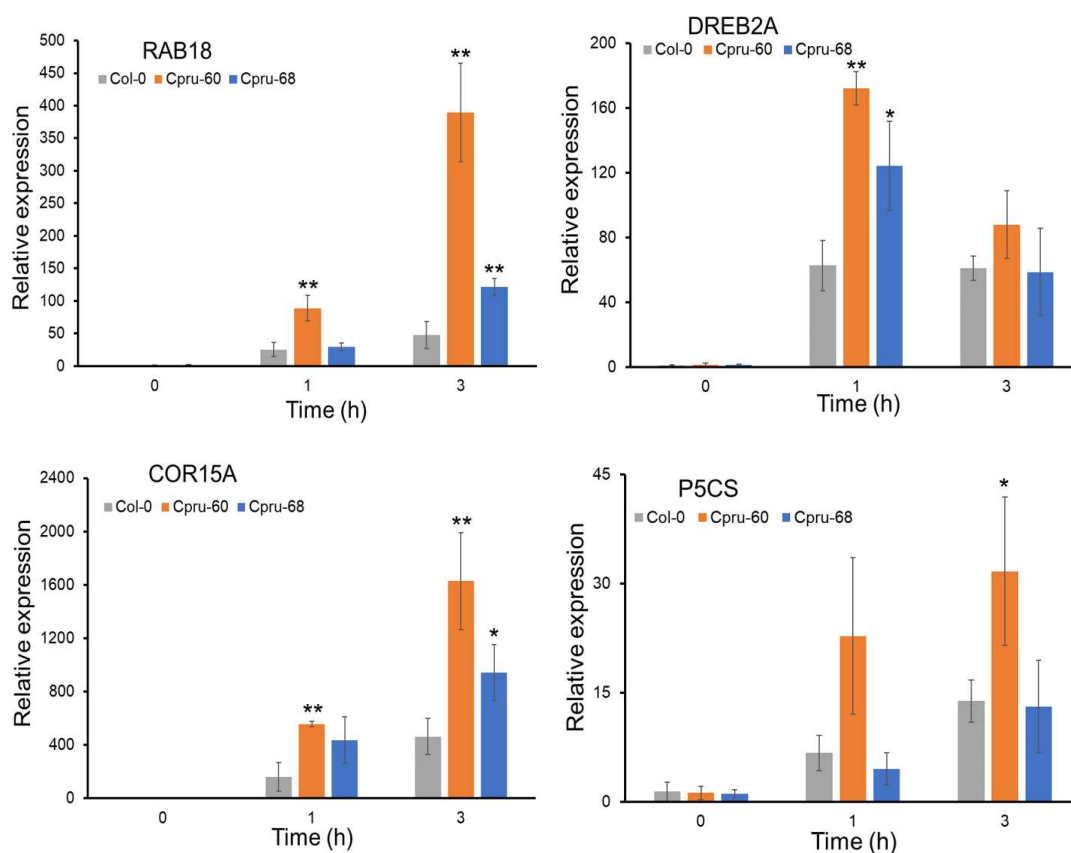 RAB18
Col-0 Cpru-60 Cpru-68
Relative expression
500
450
400
350
300
250
200
150
100
50
0
**
**
**
0 1 3
Time (h)
DREB2A
Col-0 Cpru-60 Cpru-68
Relative expression
200
160
120
80
40
0
**
*
0 1 3
Time (h)
COR15A
Col-0 Cpru-60 Cpru-68
Relative expression
2400
2000
1600
1200
800
400
0
**
**
*
0 1 3
Time (h)
P5CS
Col-0 Cpru-60 Cpru-68
Relative expression
45
30
15
0
*
0 1 3
Time (h)